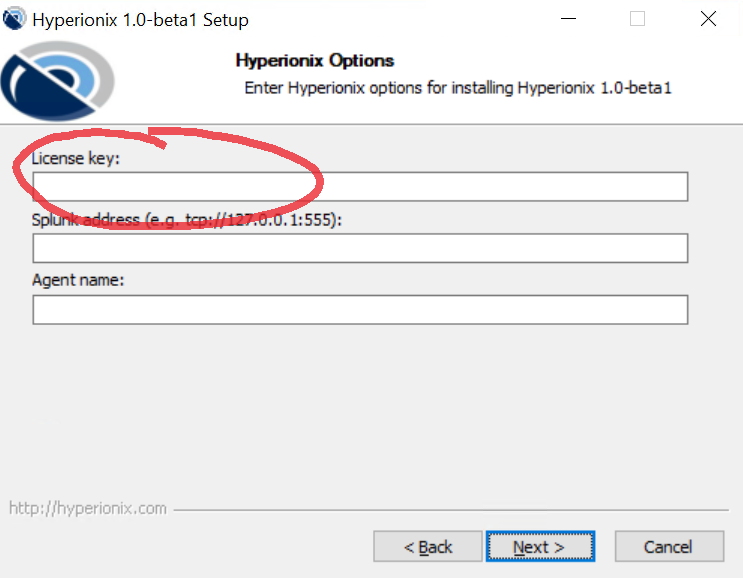 Hyperionix 1.0-beta1 Setup
Hyperionix Options
Enter Hyperionix options for installing Hyperionix 1.0-beta1
License key:
Splunk address (e.g. tcp://127.0.0.1:555):
Agent name:
http://hyperionix.com
< Back
Next >
Cancel